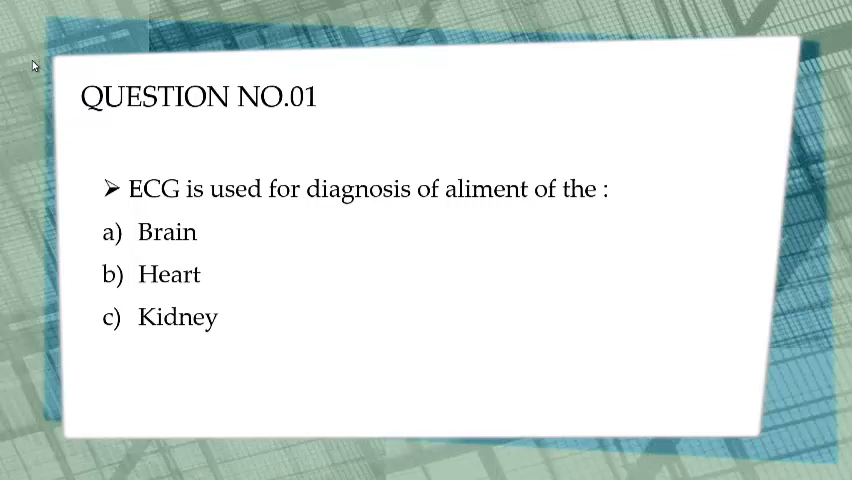 QUESTION NO.01
➢ ECG is used for diagnosis of aliment of the :
a) Brain
b) Heart
c) Kidney